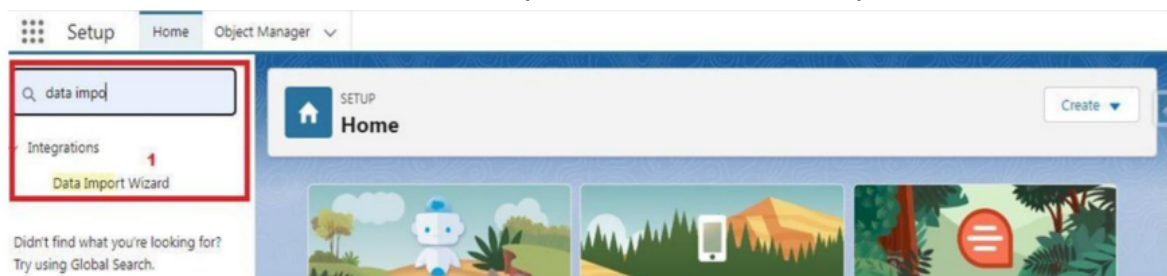 Setup Home Object Manager
data impo
SETUP
Home
Create
Integrations
1
Data Import Wizard
Didn't find what you're looking for?
Try using Global Search.